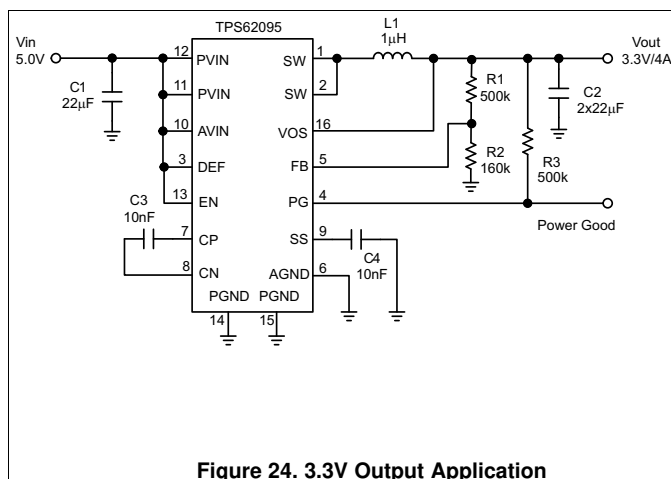 TPS62095
L1
1μH
Vin
5.0V
Vout
3.3V/4A
12
PVIN
SW
1
11
PVIN
SW
2
10
AVIN
VOS
16
3
DEF
FB
5
13
EN
PG
4
7
CP
SS
9
8
CN
AGND
6
PGND
PGND
14
15
C1
22μF
R1
500k
C2
2x22μF
R2
160k
R3
500k
C3
10nF
C4
10nF
Power Good
Figure 24. 3.3V Output Application